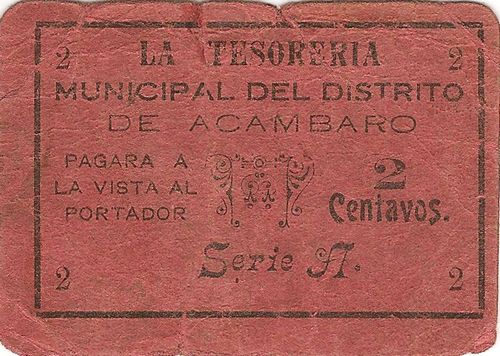 2 LA TESORERIA 2
MUNICIPAL DEL DISTRITO
DE ACAMBARO
PAGARA A
LA VISTA AL
PORTADOR
2
Centavos.
Serie A.
2 2